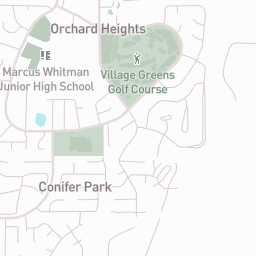 Orchard Heights
Marcus Whitman
Junior High School
Village Greens
Golf Course
Conifer Park